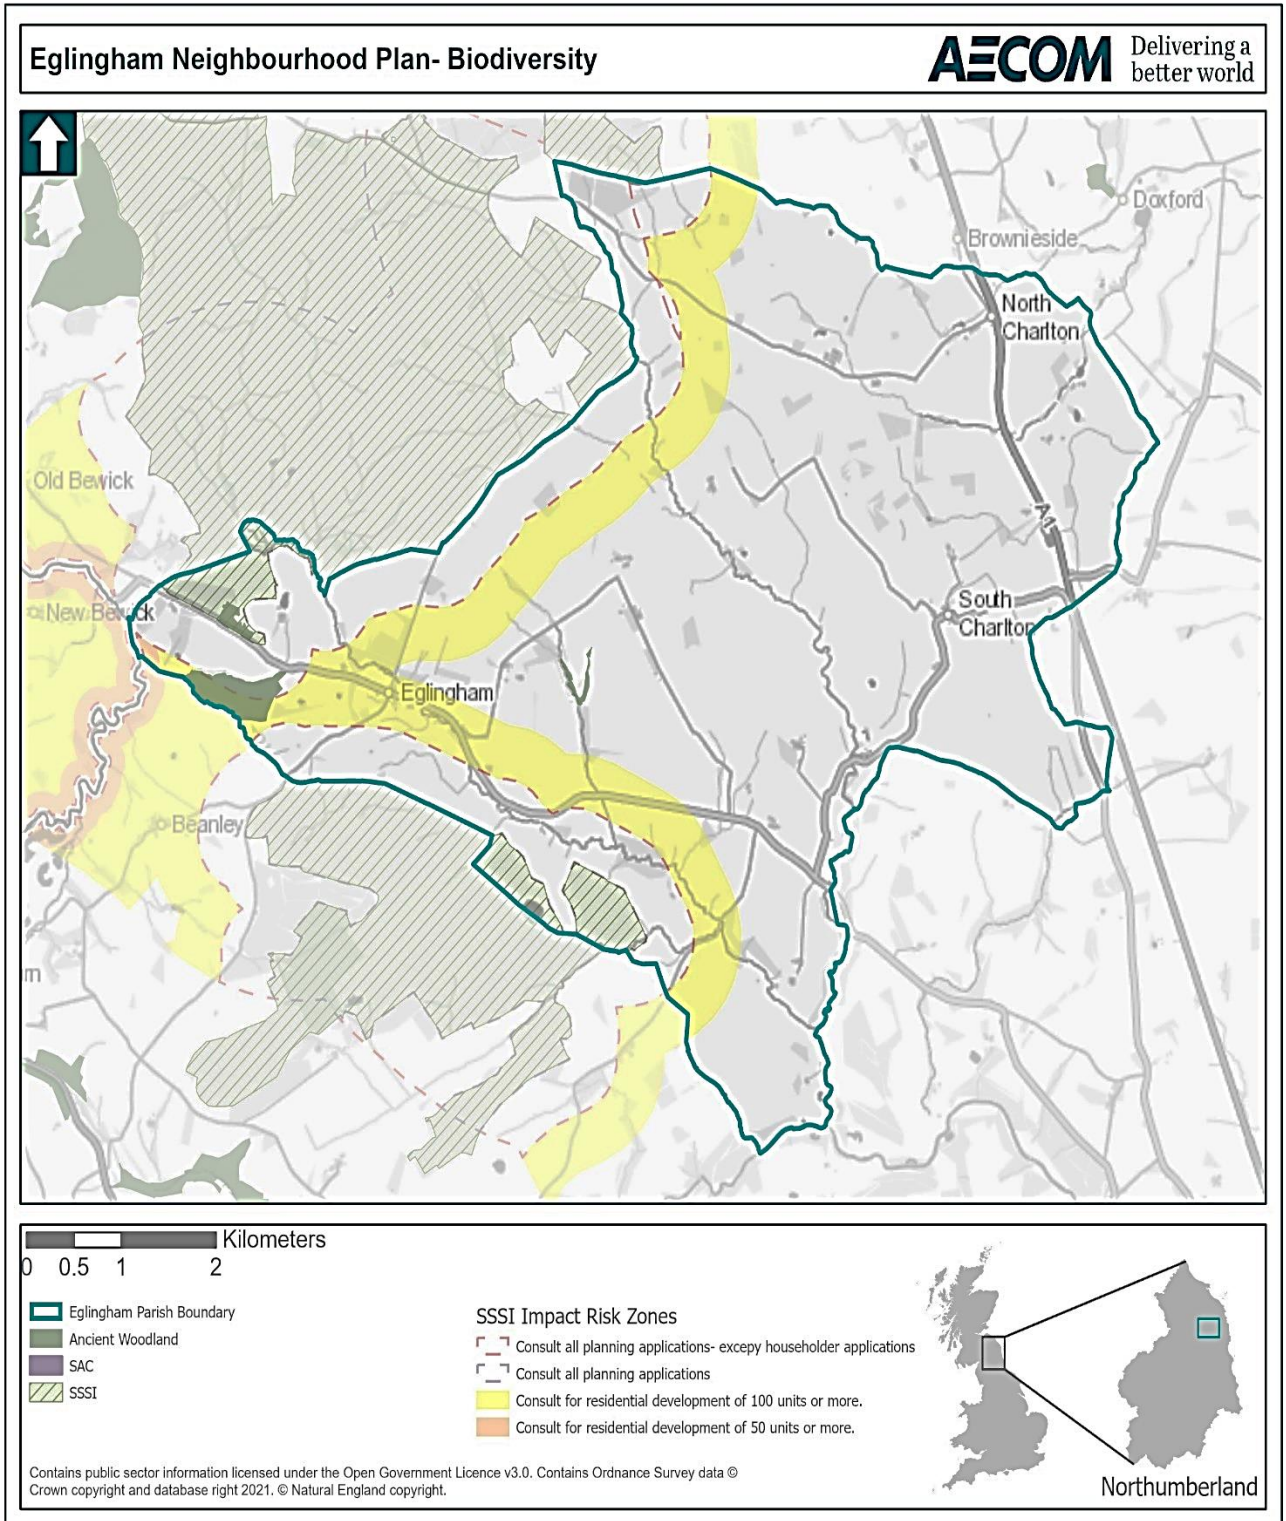 Eglingham Neighbourhood Plan- Biodiversity
AECOM
Delivering a
better world
Doxford
Brownieside
North
Charlton
Old Bewick
A1
New Bewick
South
Charlton
Eglingham
Beanley
m
Kilometers
0 0.5 1 2
Eglingham Parish Boundary
Ancient Woodland
SAC
SSSI
SSSI Impact Risk Zones
Consult all planning applications- excepy householder applications
Consult all planning applications
Consult for residential development of 100 units or more.
Consult for residential development of 50 units or more.
Contains public sector information licensed under the Open Government Licence v3.0. Contains Ordnance Survey data ©
Crown copyright and database right 2021. © Natural England copyright.
Northumberland